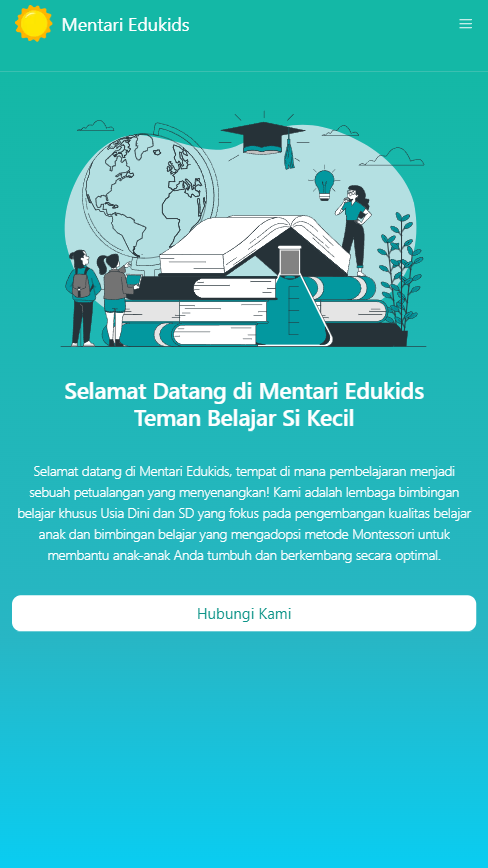 Mentari Edukids
Selamat Datang di Mentari Edukids
Teman Belajar Si Kecil
Selamat datang di Mentari Edukids, tempat di mana pembelajaran menjadi
sebuah petualangan yang menyenangkan! Kami adalah lembaga bimbingan
belajar khusus Usia Dini dan SD yang fokus pada pengembangan kualitas belajar
anak dan bimbingan belajar yang mengadopsi metode Montessori untuk
membantu anak-anak Anda tumbuh dan berkembang secara optimal.
Hubungi Kami